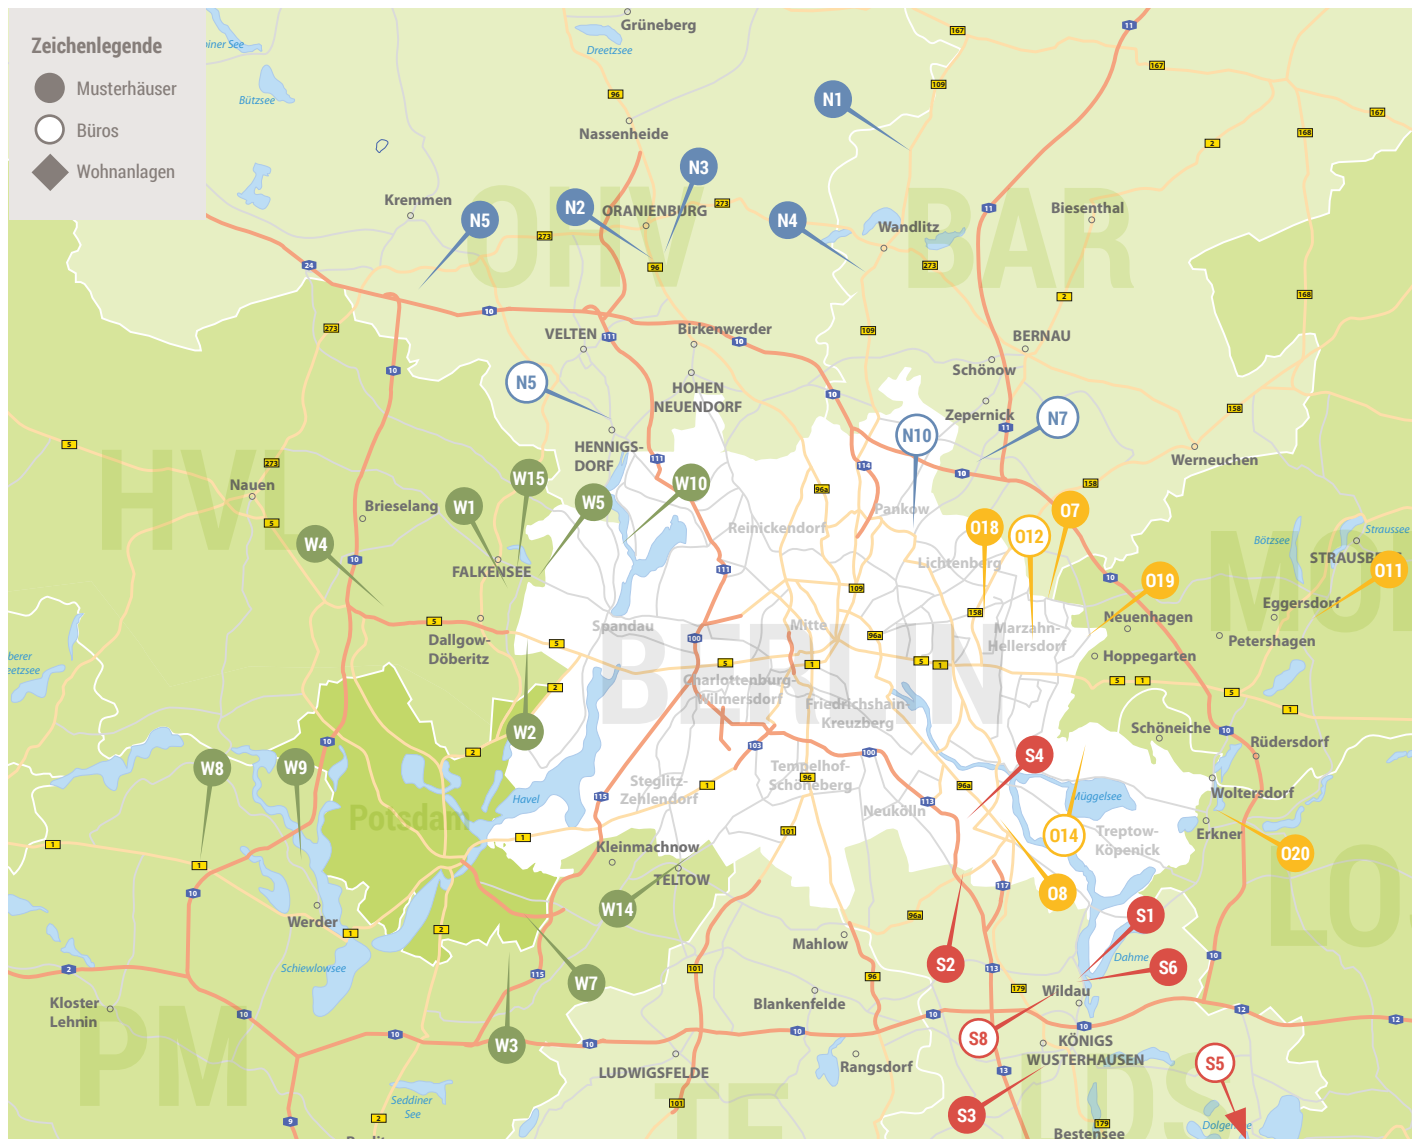 Zeichenlegende
Musterhäuser
Büros
Wohnanlagen
Grüneberg
Dreetzsee
Bützsee
Nassenheide
Kremmen
ORANIENBURG
OHV
BAR
Wandlitz
Biesenthal
VELTEN
Birkenwerder
BERNAU
Schönow
HOHEN
NEUENDORF
Zepernick
HENNIGS-
DORF
Werneuchen
HVL
Nauen
Brieselang
FALKENSEE
Dallgow-
Döberitz
Reinickendorf
Pankow
Lichtenberg
Spandau
Mitte
Marzahn-
Hellersdorf
BERLIN
Charlottenburg-
Wilmersdorf
Friedrichshain-
Kreuzberg
Steglitz-
Zehlendorf
Tempelhof-
Schöneberg
Neukölln
Treptow-
Köpenick
Bötzsee
Straussee
Eggersdorf
Petershagen
Neuenhagen
Hoppegarten
Schöneiche
Rüdersdorf
Woltersdorf
Erkner
Müggelsee
Havel
Potsdam
Kleinmachnow
TELTOW
Werder
Schiewlowsee
Kloster
Lehnin
PM
Mahlow
Blankenfelde
Dahme
Wildau
KÖNIGS
WUSTERHAUSEN
LUDWIGSFELDE
Rangsdorf
Seddiner
See
Bestensee
N1
N3
N2
N5
N4
N5
N10
N7
W15
W1
W5
W10
W4
W2
W8
W9
W14
W7
W3
O18
O12
O7
O19
O11
O14
O8
O20
S4
S1
S2
S6
S8
S3
S5